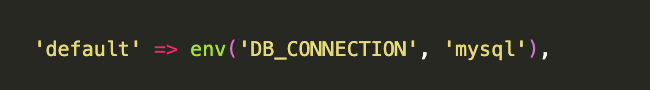 'default' => env('DB_CONNECTION', 'mysql'),